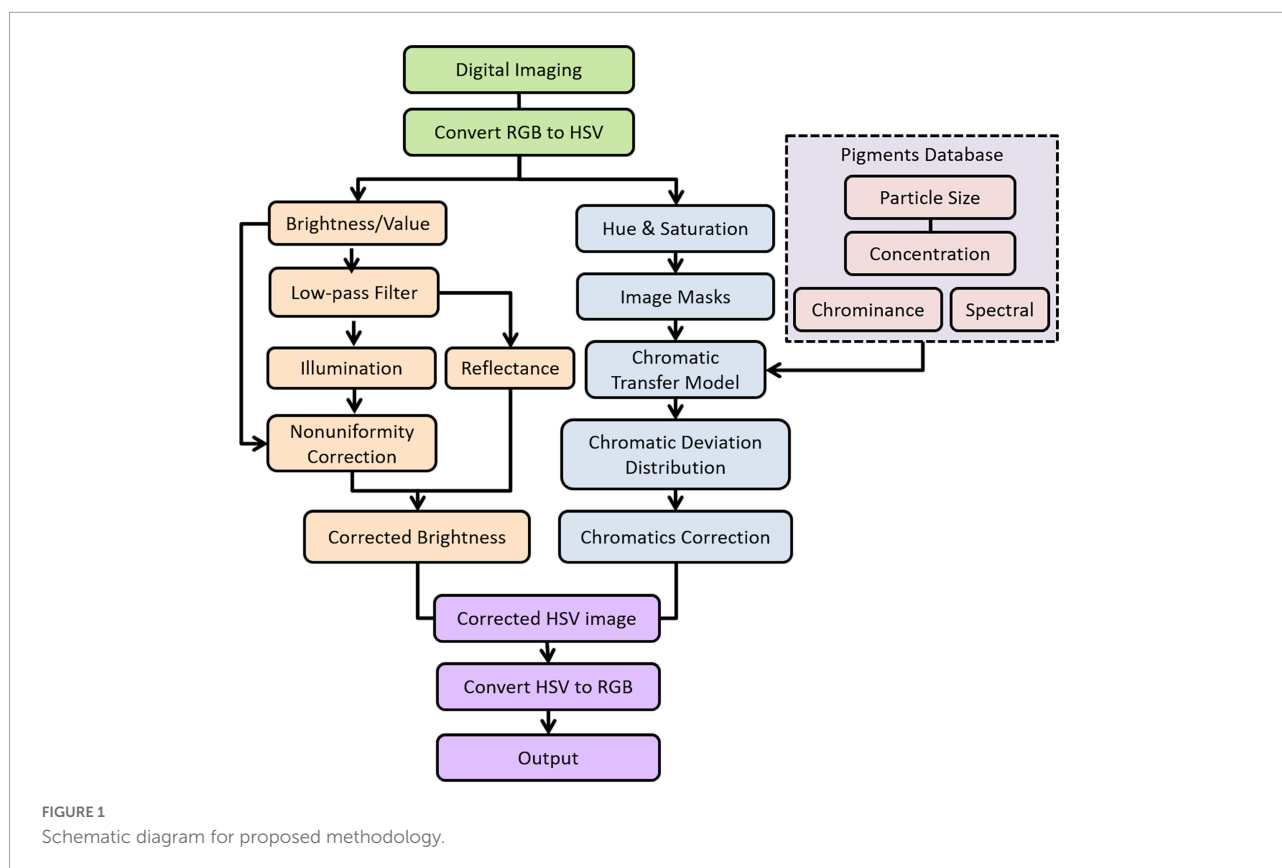 Digital Imaging
Convert RGB to HSV
Pigments Database
Particle Size
Concentration
Chrominance
Spectral
Brightness/Value
Low-pass Filter
Illumination
Reflectance
Nonuniformity
Correction
Corrected Brightness
Hue & Saturation
Image Masks
Chromatic
Transfer Model
Chromatic Deviation
Distribution
Chromatics Correction
Corrected HSV image
Convert HSV to RGB
Output
FIGURE 1
Schematic diagram for proposed methodology.